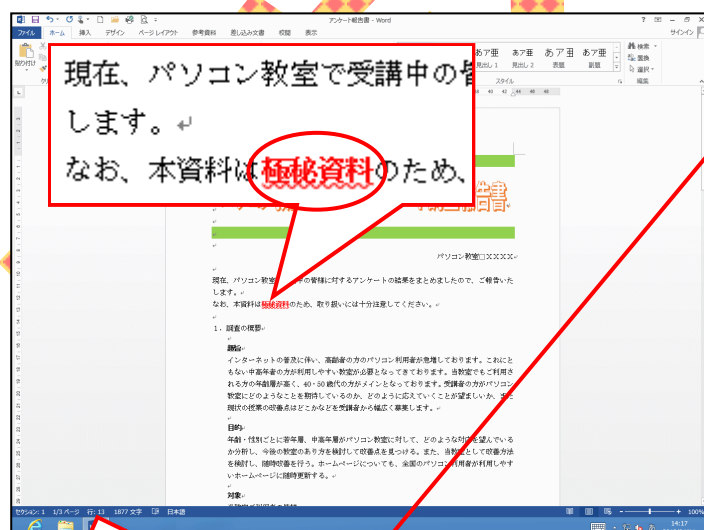 アンケート報告書 - Word
サインイン
ファイル ホーム 挿入 デザイン ページ レイアウト 参考資料 差し込み文書 校閲 表示
貼り付け
あア亜 あア亜 あア亜 あア亜
見出し 1 見出し 2 表題 副題
スタイル
検索
置換
選択
編集
現在、パソコン教室で受講中の皆
します。
なお、本資料は極秘資料のため、
報告書
パソコン教室□XXXX
現在、パソコン教室 中の皆様に対するアンケートの結果をまとめましたので、ご報告いた
します。
なお、本資料は極秘資料のため、取り扱いには十分注意してください。
1．調査の概要
インターネットの普及に伴い、高齢者の方のパソコン利用者が急増しております。これにと
もない中高年者の方が利用しやすい教室が必要となってきております。当教室でもご利用さ
れる方の年齢層が高く、40・50 歳代の方がメインとなっております。受講者の方がパソコン
教室にどのようなことを期待しているのか、どのように応えていくことが望ましいか、また
現状の授業の改善点はどこかなどを受講者から幅広く募集します。
目的
年齢・性別ごとに若年層、中高年層がパソコン教室に対して、どのような対応を望んでいる
か分析し、今後の教室のあり方を検討して改善点を見つける。また、当教室として改善方法
を検討し、随時改善を行う。ホームページについても、全国のパソコン利用者が利用しやす
いホームページに随時更新する。
対象
セクション: 1 1/3 ページ 行: 13 1877 文字 日本語
100%
14:17